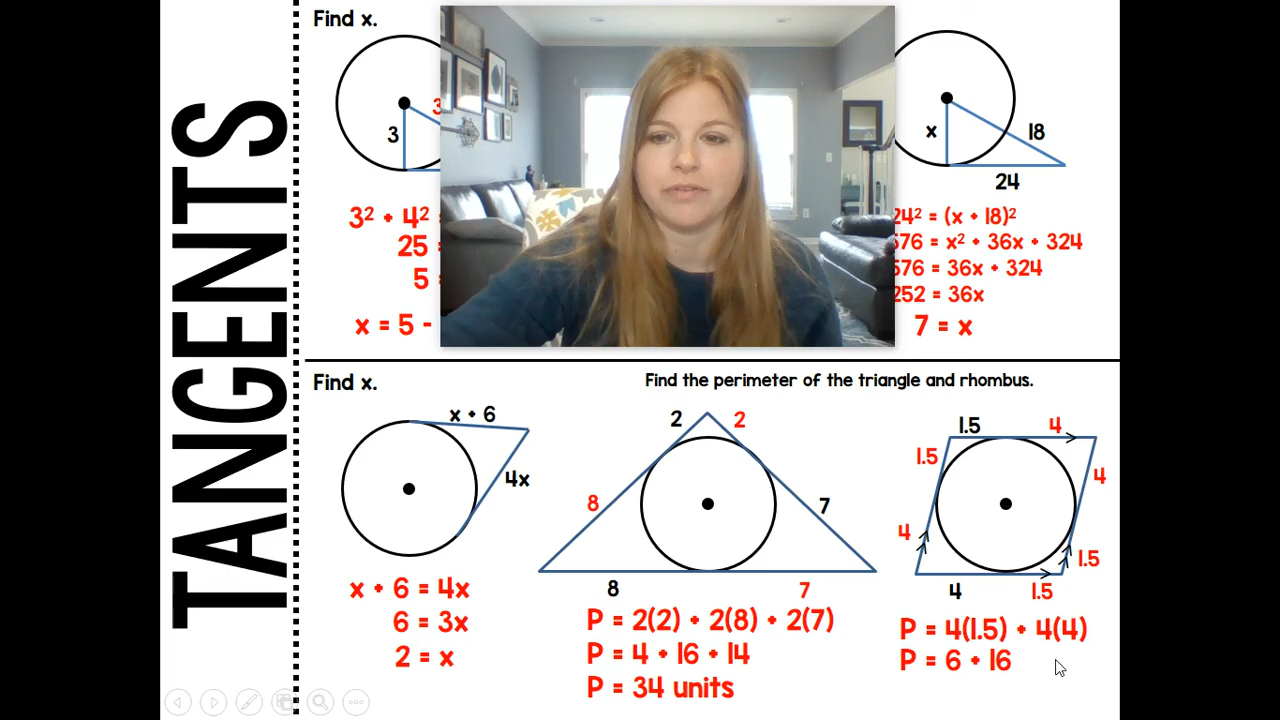 TANGENTS
Find x.
3
3
3² + 4²
25
5
x = 5 -
x
18
24
24² = (x + 18)²
576 = x² + 36x + 324
576 = 36x + 324
252 = 36x
7 = x
Find x.
x + 6
4x
x + 6 = 4x
6 = 3x
2 = x
Find the perimeter of the triangle and rhombus.
2 2
8 7
8 7
P = 2(2) + 2(8) + 2(7)
P = 4 + 16 + 14
P = 34 units
1.5 4
1.5 4
4 1.5
4 1.5
P = 4(1.5) + 4(4)
P = 6 + 16